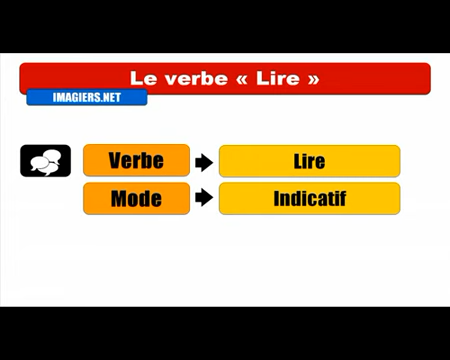 Le verbe « Lire »
IMAGIERS.NET
Verbe Lire
Mode Indicatif